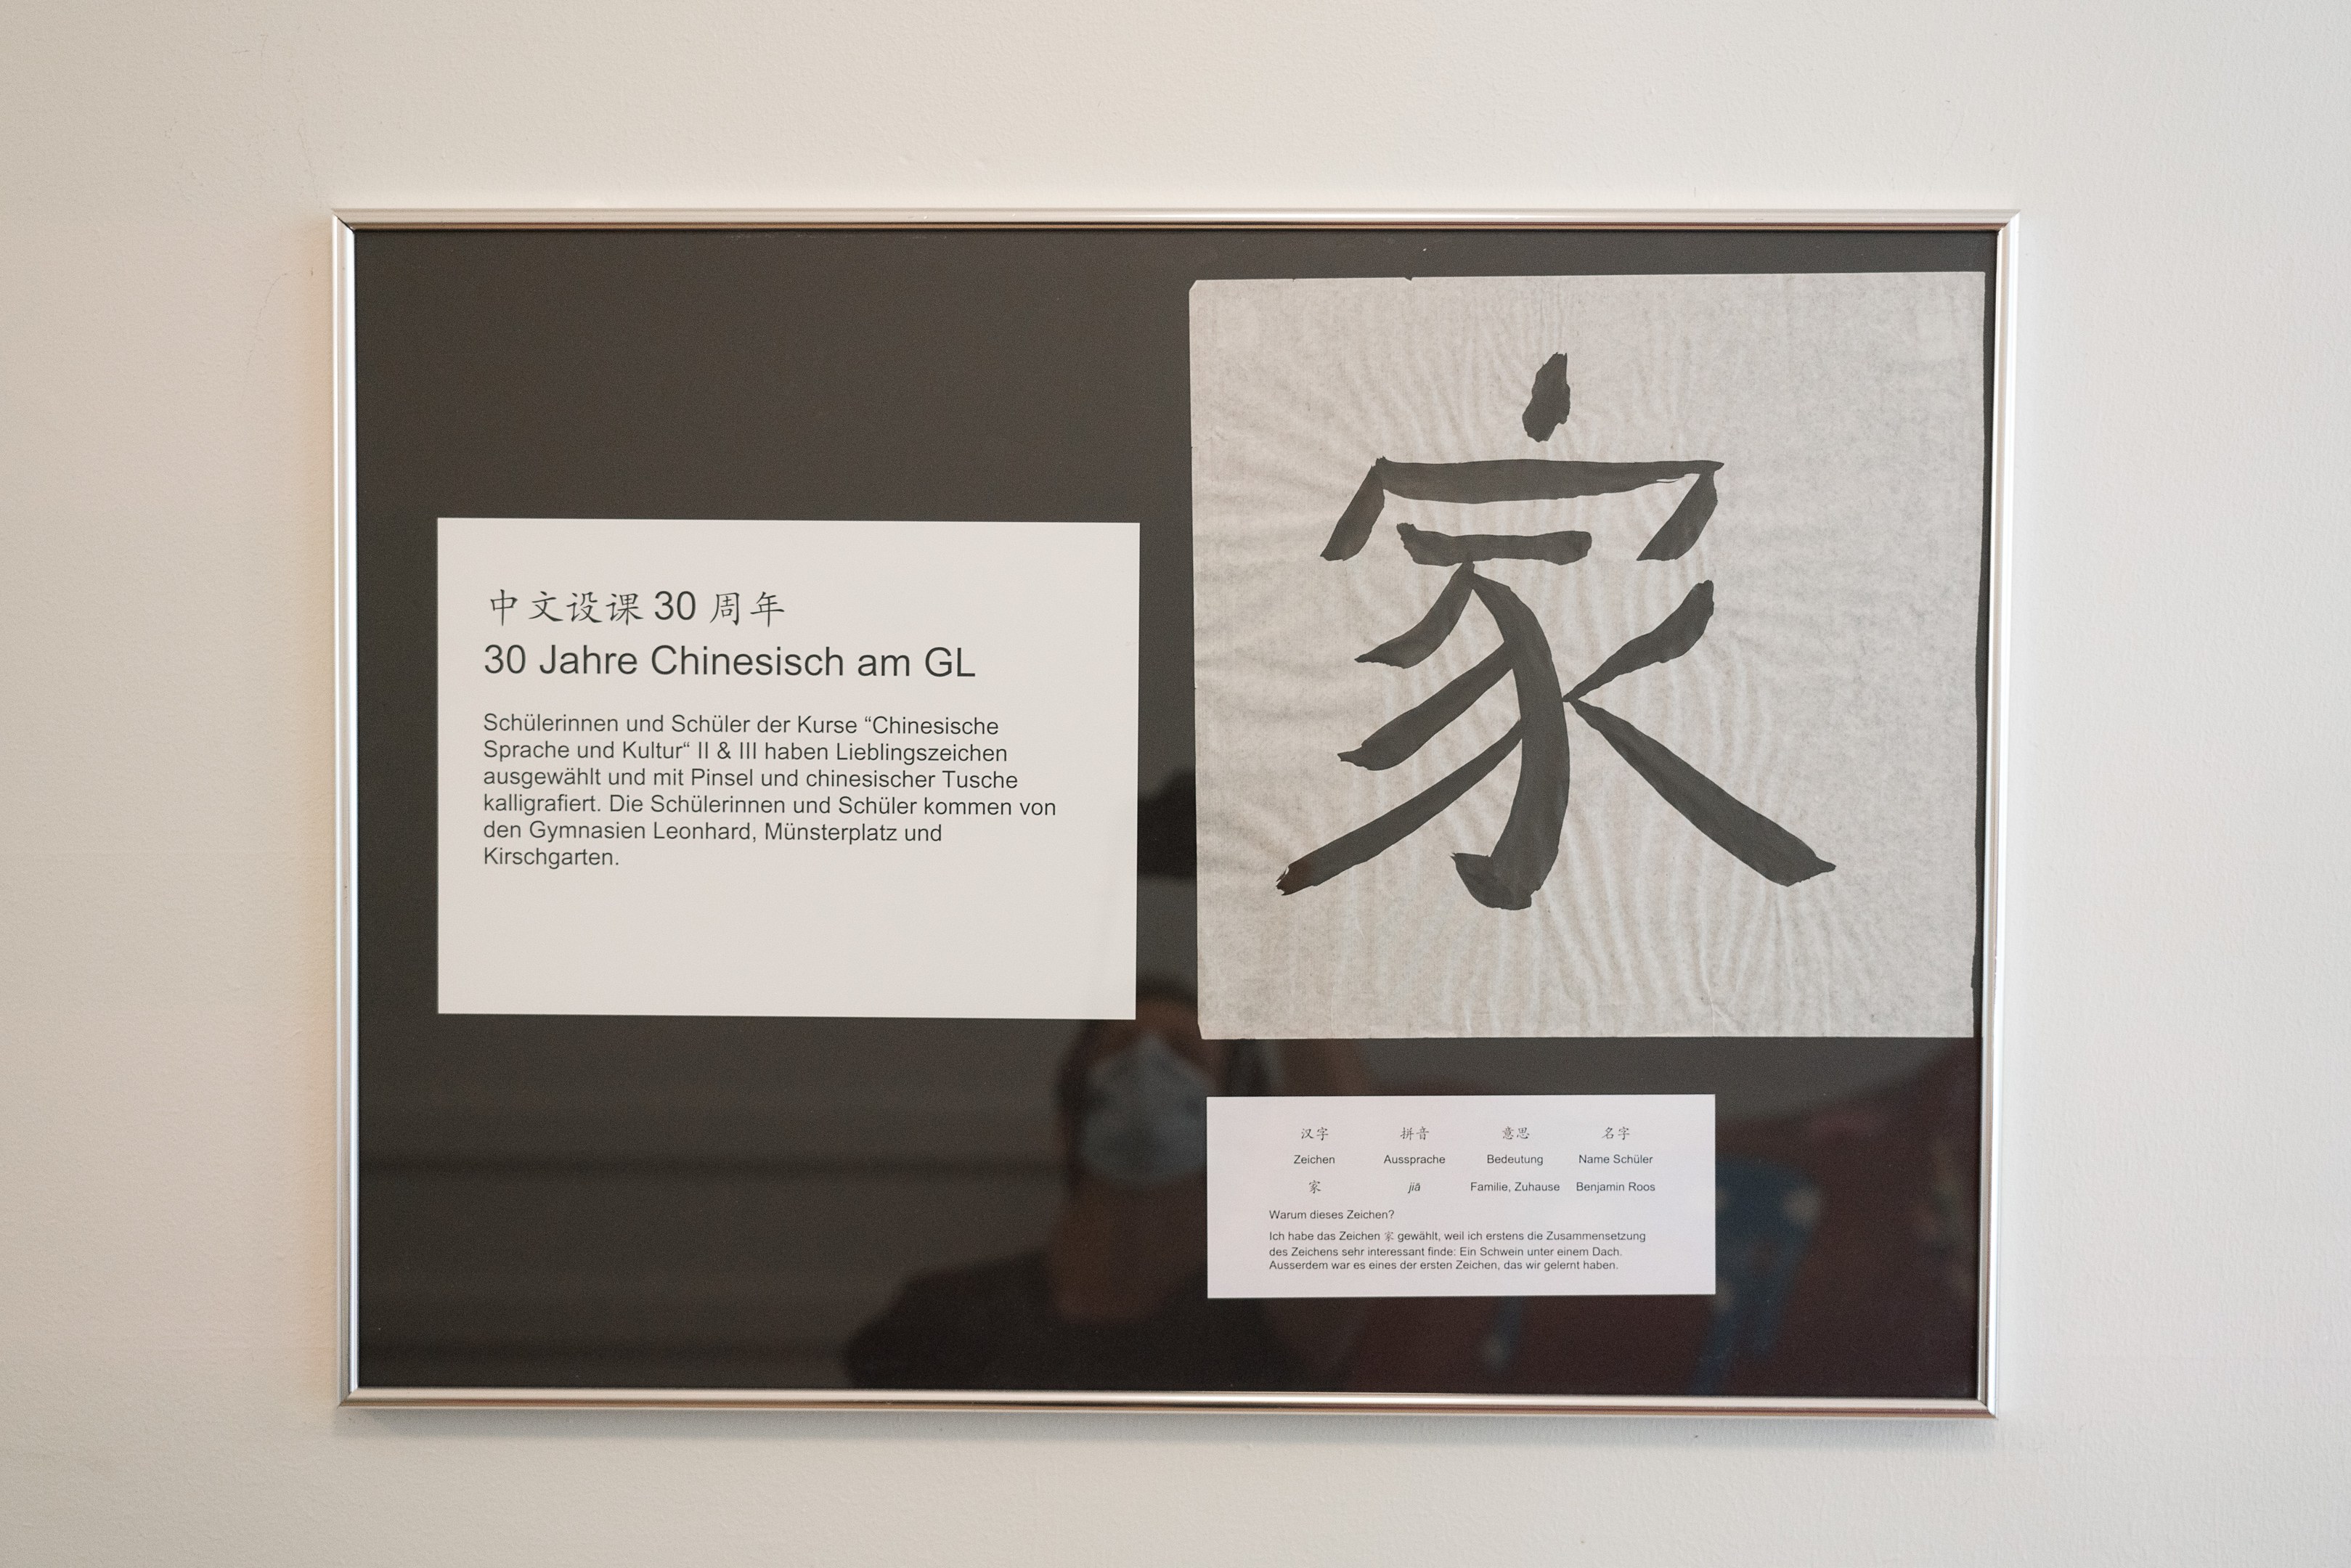 中文设课 30 周年
30 Jahre Chinesisch am GL
Schülerinnen und Schüler der Kurse “Chinesische
Sprache und Kultur“ II & III haben Lieblingszeichen
ausgewählt und mit Pinsel und chinesischer Tusche
kalligrafiert. Die Schülerinnen und Schüler kommen von
den Gymnasien Leonhard, Münsterplatz und
Kirschgarten.
家
汉字 拼音 意思 名字
Zeichen Aussprache Bedeutung Name Schüler
家 jiā Familie, Zuhause Benjamin Roos
Warum dieses Zeichen?
Ich habe das Zeichen 家 gewählt, weil ich erstens die Zusammensetzung
des Zeichens sehr interessant finde: Ein Schwein unter einem Dach.
Ausserdem war es eines der ersten Zeichen, das wir gelernt haben.